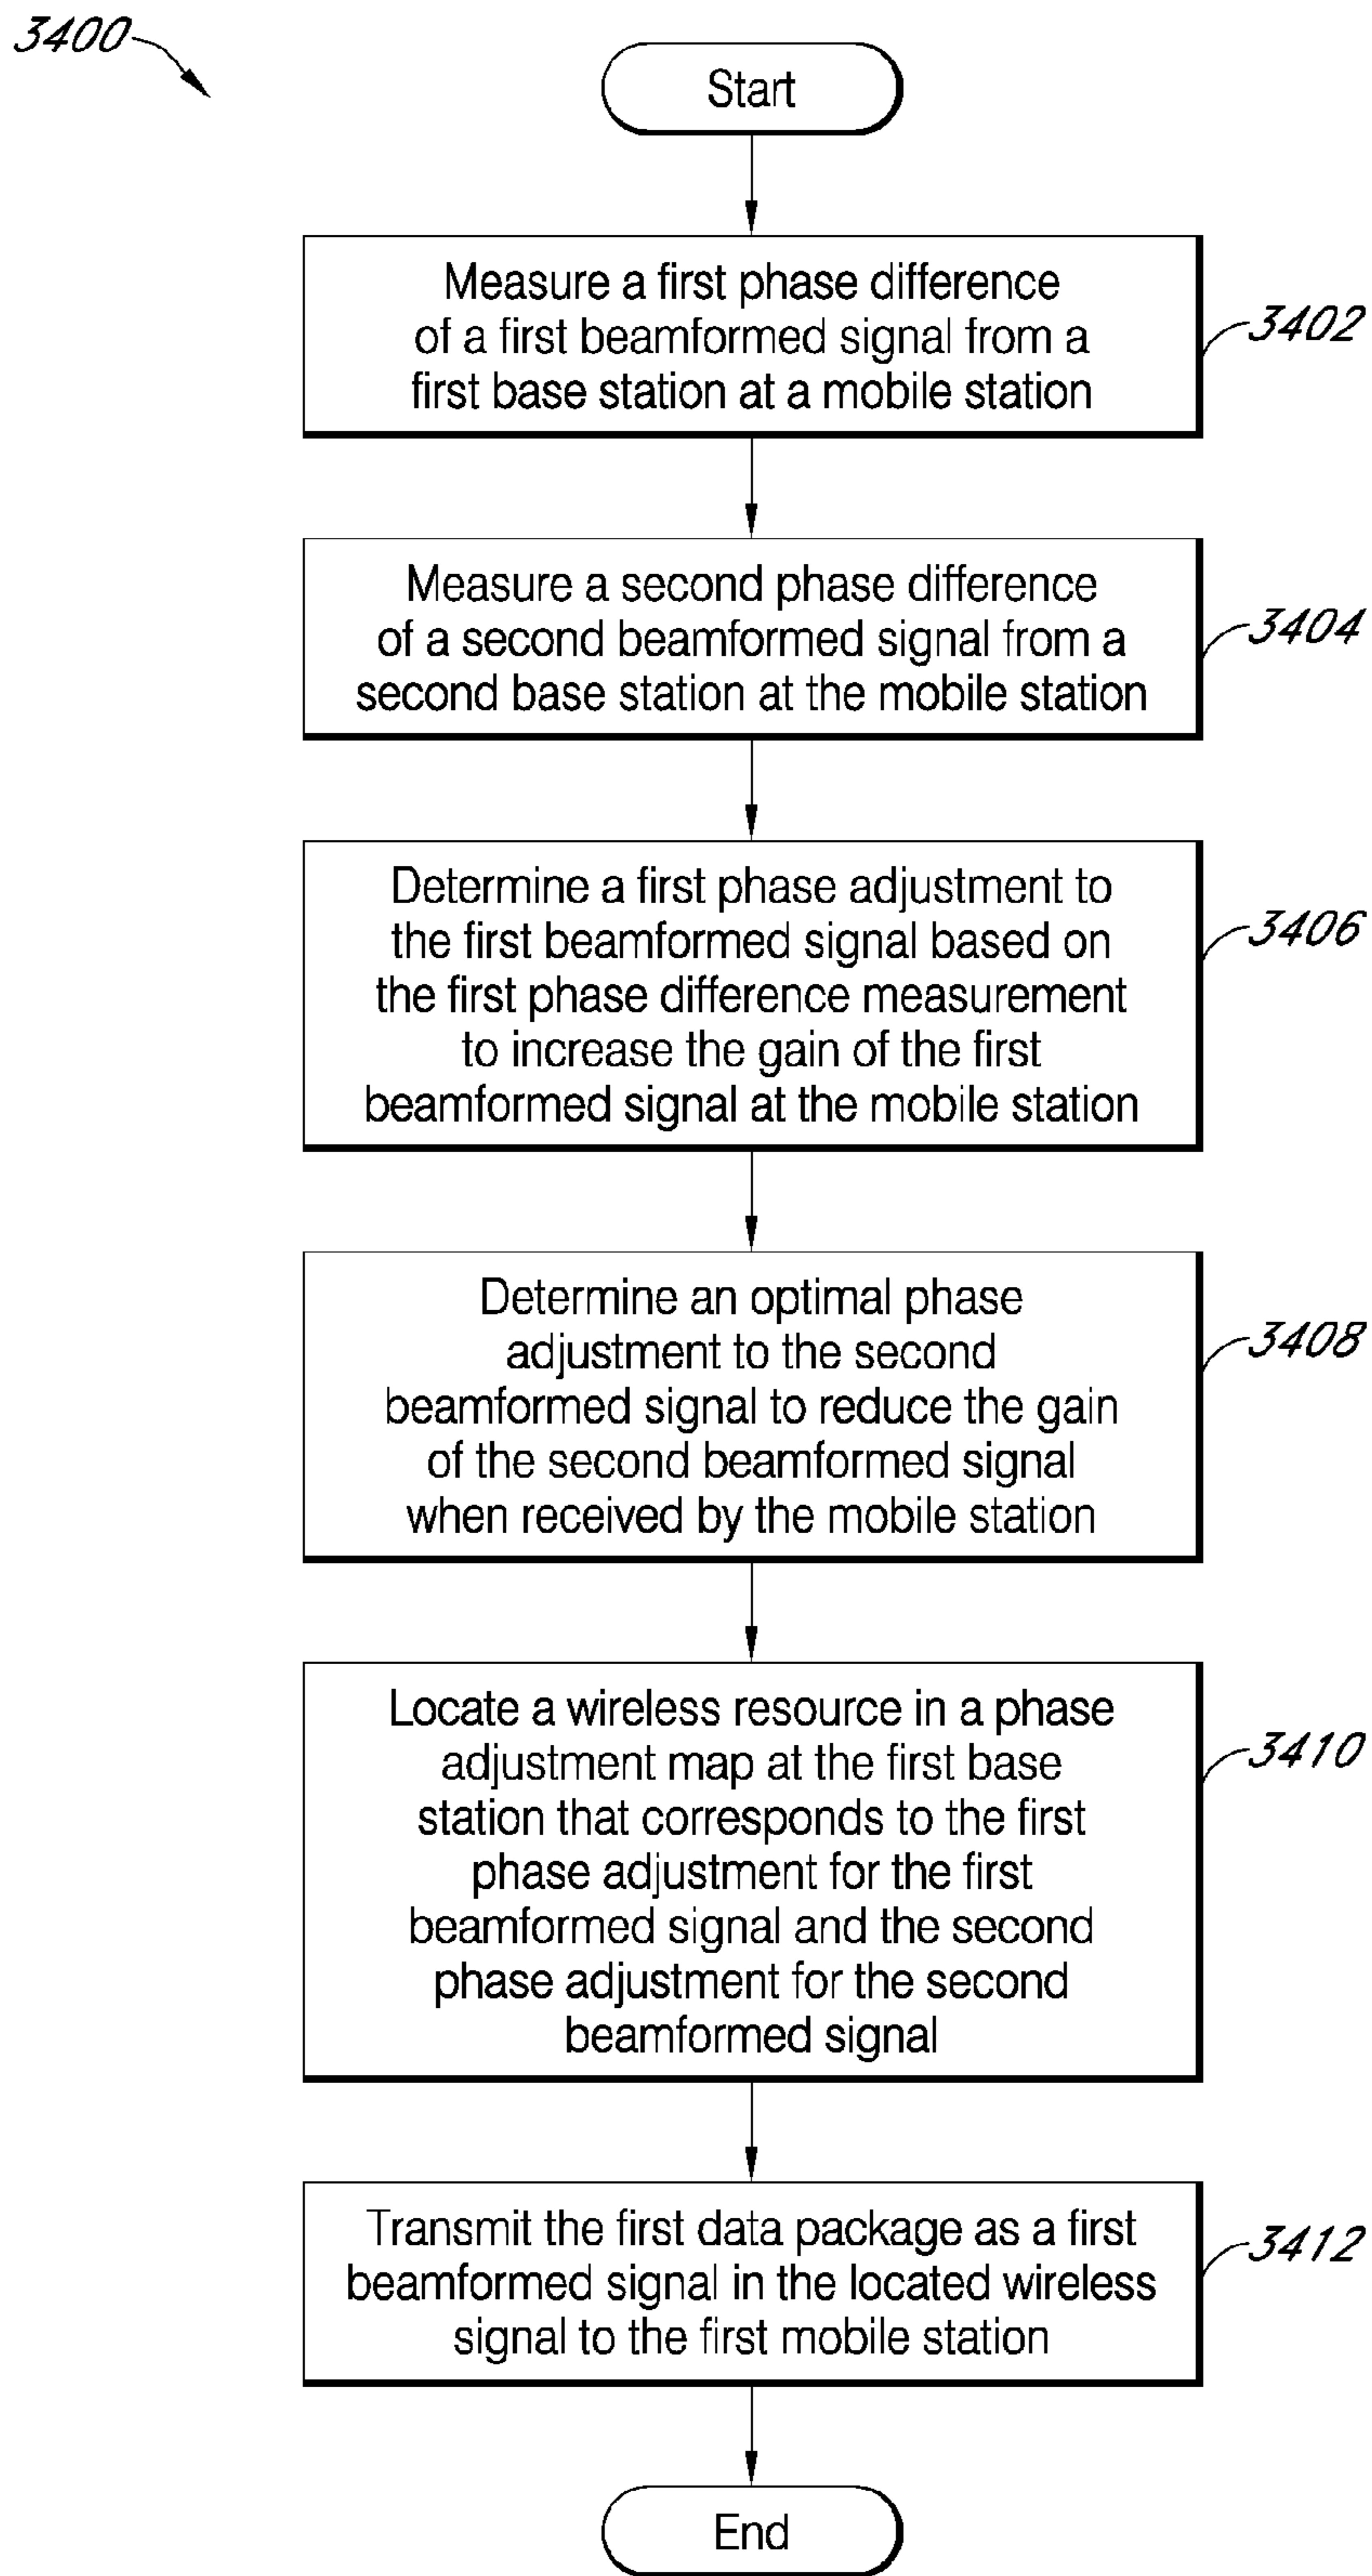 3400
Start
Measure a first phase difference
of a first beamformed signal from a
first base station at a mobile station
3402
Measure a second phase difference
of a second beamformed signal from a
second base station at the mobile station
3404
Determine a first phase adjustment to
the first beamformed signal based on
the first phase difference measurement
to increase the gain of the first
beamformed signal at the mobile station
3406
Determine an optimal phase
adjustment to the second
beamformed signal to reduce the gain
of the second beamformed signal
when received by the mobile station
3408
Locate a wireless resource in a phase
adjustment map at the first base
station that corresponds to the first
phase adjustment for the first
beamformed signal and the second
phase adjustment for the second
beamformed signal
3410
Transmit the first data package as a first
beamformed signal in the located wireless
signal to the first mobile station
3412
End